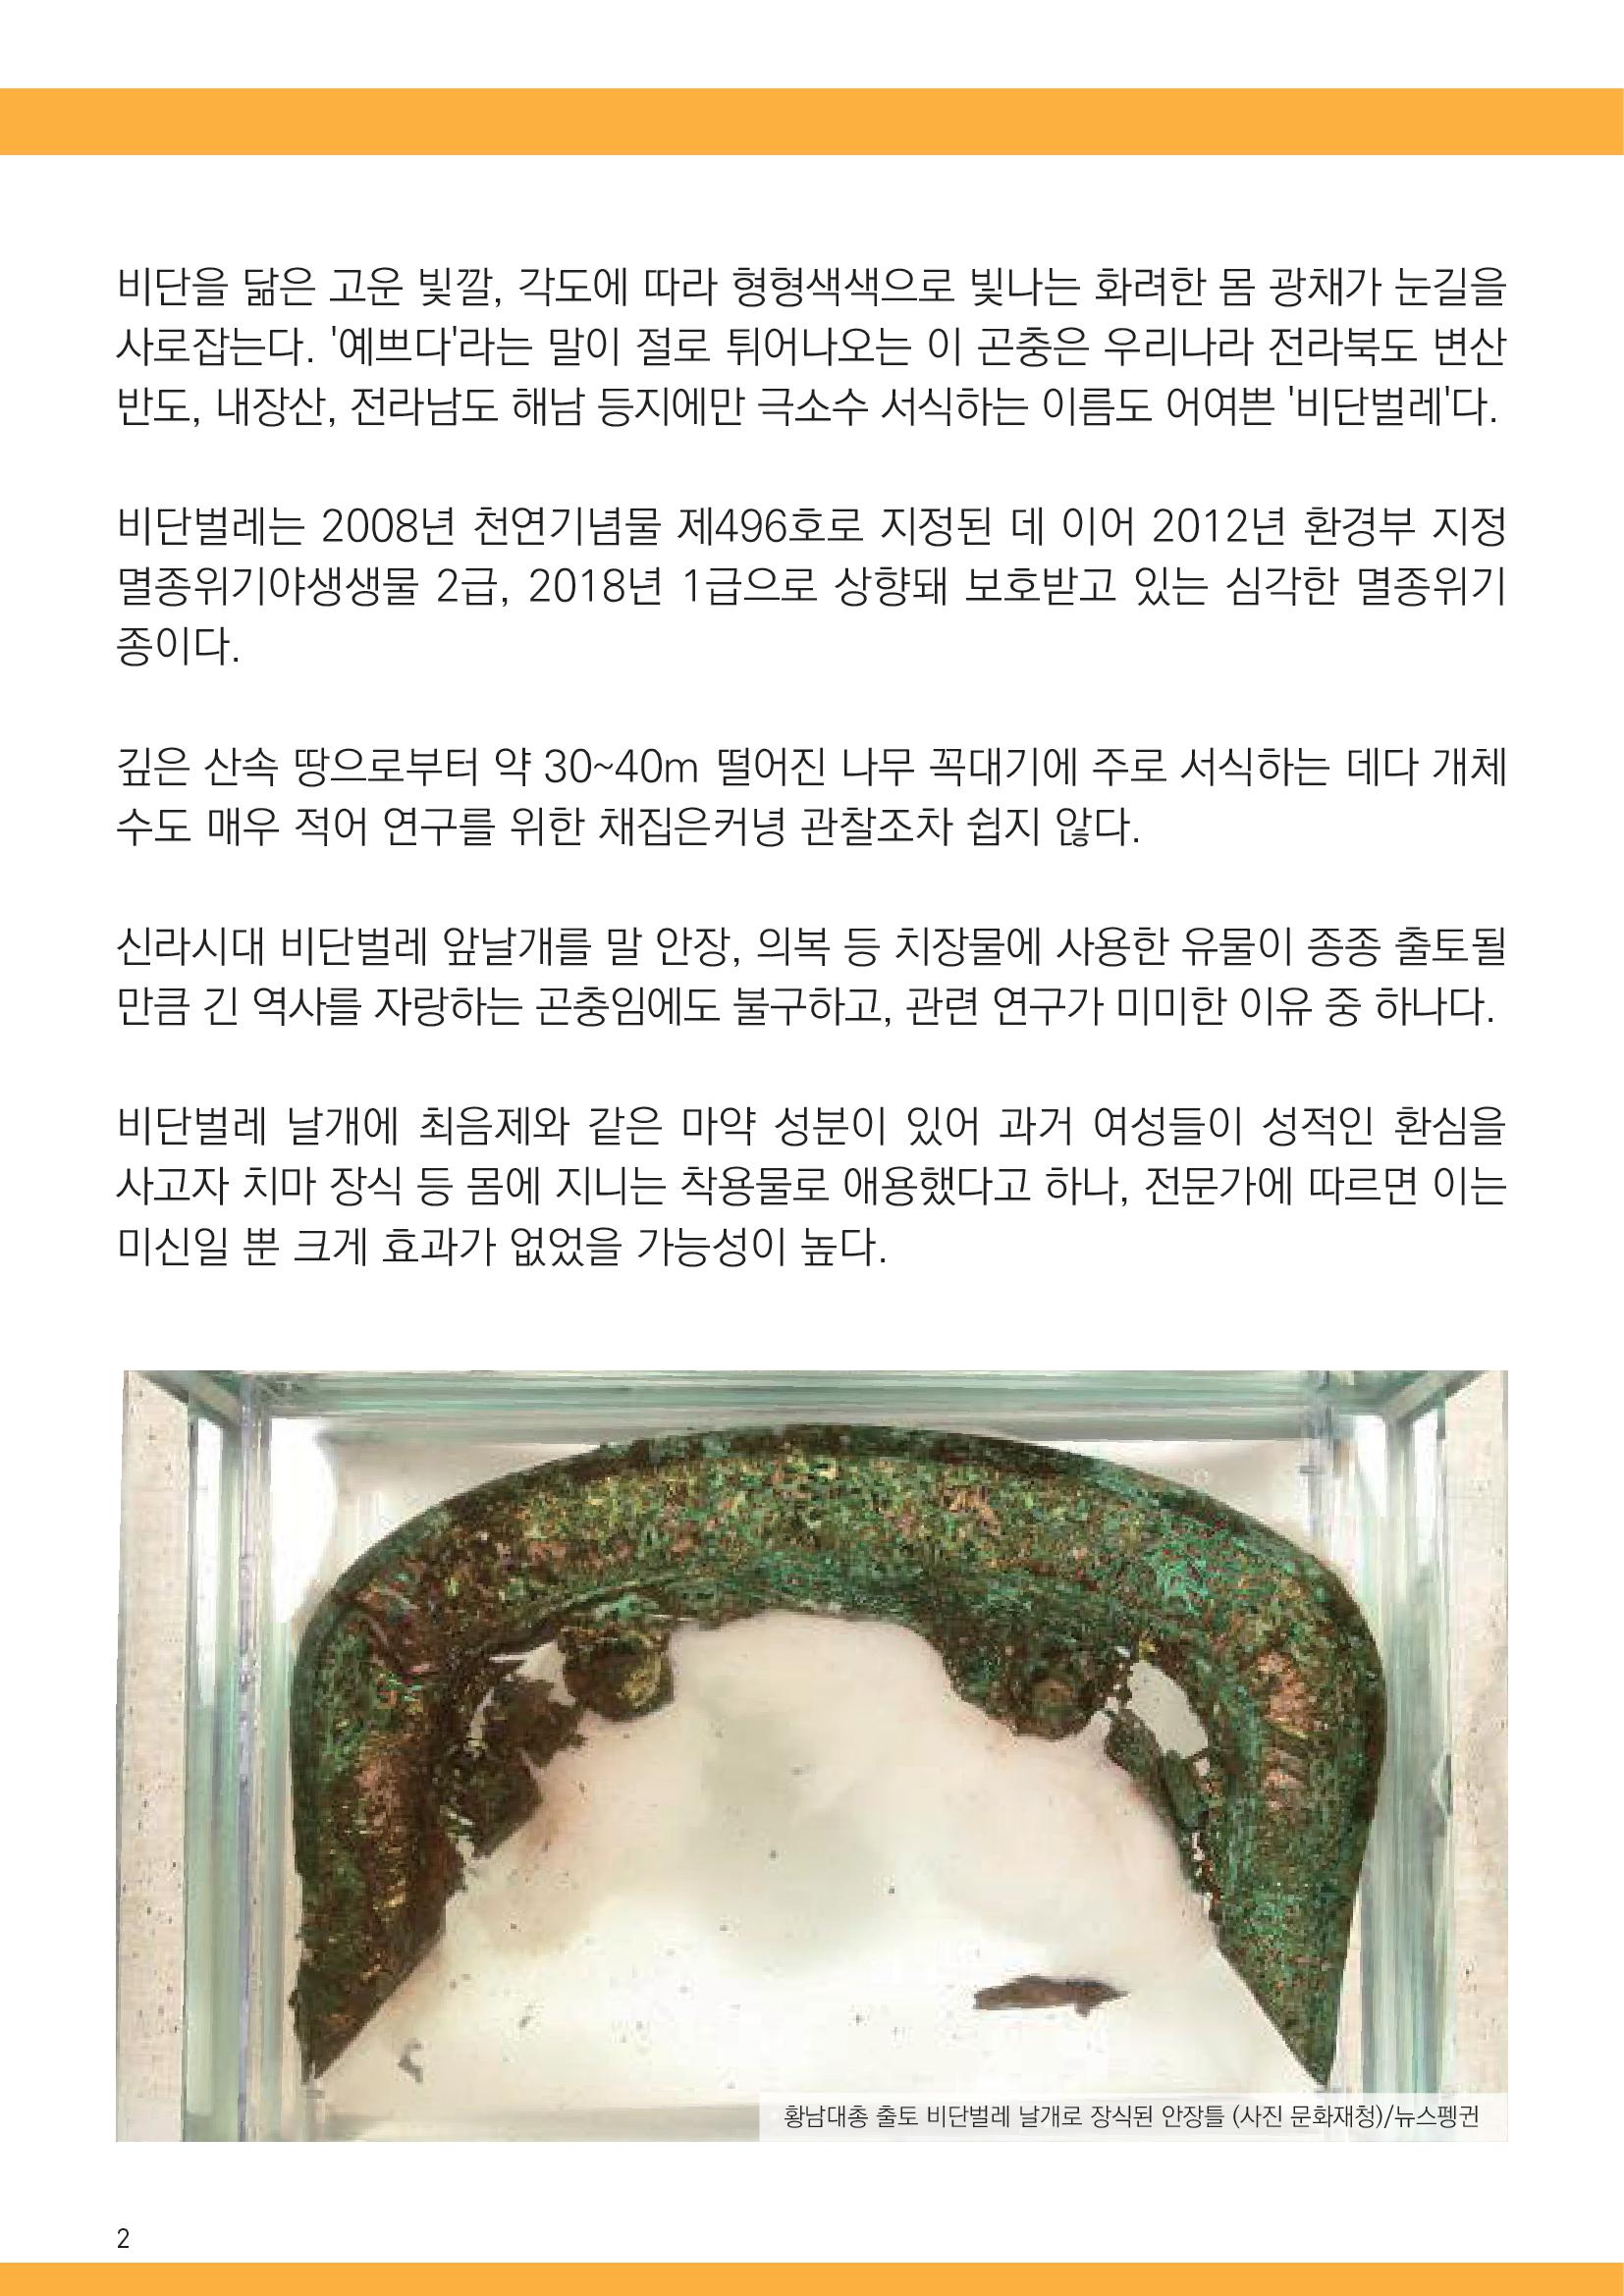 비단을 닮은 고운 빛깔, 각도에 따라 형형색색으로 빛나는 화려한 몸 광채가 눈길을
사로잡는다. '예쁘다'라는 말이 절로 튀어나오는 이 곤충은 우리나라 전라북도 변산
반도, 내장산, 전라남도 해남 등지에만 극소수 서식하는 이름도 어여쁜 '비단벌레'다.
비단벌레는 2008년 천연기념물 제496호로 지정된 데 이어 2012년 환경부 지정
멸종위기야생생물 2급, 2018년 1급으로 상향돼 보호받고 있는 심각한 멸종위기
종이다.
깊은 산속 땅으로부터 약 30~40m 떨어진 나무 꼭대기에 주로 서식하는 데다 개체
수도 매우 적어 연구를 위한 채집은커녕 관찰조차 쉽지 않다.
신라시대 비단벌레 앞날개를 말 안장, 의복 등 치장물에 사용한 유물이 종종 출토될
만큼 긴 역사를 자랑하는 곤충임에도 불구하고, 관련 연구가 미미한 이유 중 하나다.
비단벌레 날개에 최음제와 같은 마약 성분이 있어 과거 여성들이 성적인 환심을
사고자 치마 장식 등 몸에 지니는 착용물로 애용했다고 하나, 전문가에 따르면 이는
미신일 뿐 크게 효과가 없었을 가능성이 높다.
황남대총 출토 비단벌레 날개로 장식된 안장틀 (사진 문화재청)/뉴스펭귄
2